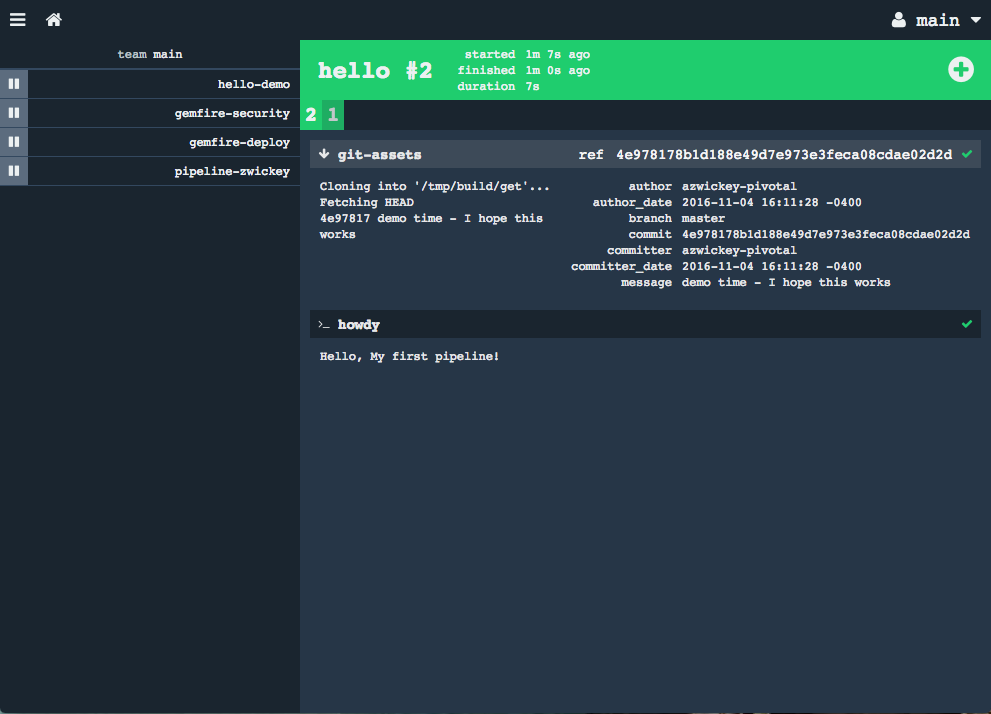 main
team main
hello-demo
gemfire-security
gemfire-deploy
pipeline-zwickey
hello #2
started 1m 7s ago
finished 1m 0s ago
duration 7s
2 1
git-assets ref 4e978178b1d188e49d7e973e3feca08cdae02d2d
Cloning into '/tmp/build/get'...
Fetching HEAD
4e97817 demo time - I hope this
works
author azwickey-pivotal
author_date 2016-11-04 16:11:28 -0400
branch master
commit 4e978178b1d188e49d7e973e3feca08cdae02d2d
committer azwickey-pivotal
committer_date 2016-11-04 16:11:28 -0400
message demo time - I hope this works
>_ howdy
Hello, My first pipeline!